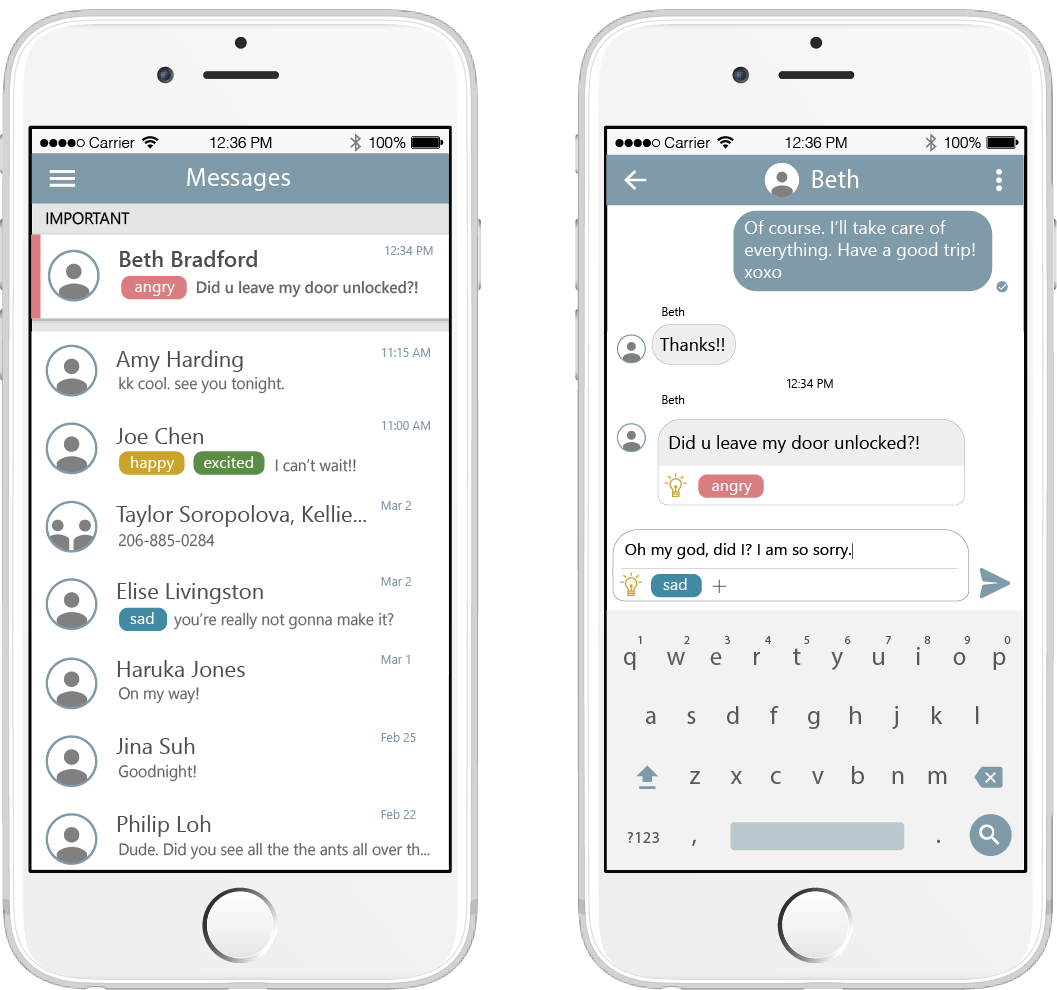 Carrier 12:36 PM 100%
Messages
IMPORTANT
Beth Bradford 12:34 PM
angry Did u leave my door unlocked?!
Amy Harding 11:15 AM
kk cool. see you tonight.
Joe Chen 11:00 AM
happy excited I can't wait!!
Taylor Soropolova, Kellie... Mar 2
206-885-0284
Elise Livingston Mar 2
sad you're really not gonna make it?
Haruka Jones Mar 1
On my way!
Jina Suh Feb 25
Goodnight!
Philip Loh Feb 22
Dude. Did you see all the the ants all over th...
Carrier 12:36 PM 100%
Beth
Of course. I'll take care of
everything. Have a good trip!
xoxo
Beth
Thanks!!
12:34 PM
Beth
Did u leave my door unlocked?!
angry
Oh my god, did I? I am so sorry.
sad +
1 2 3 4 5 6 7 8 9 0
q w e r t y u i o p
a s d f g h j k l
z x c v b n m
?123 , .